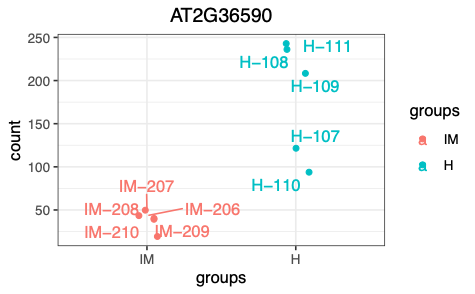 AT2G36590
250
200
150
100
50
count
H−111
H−108
H−109
H−107
H−110
IM−207
IM−208
IM−206
IM−210
IM−209
IM
H
groups
groups
a IM
a H